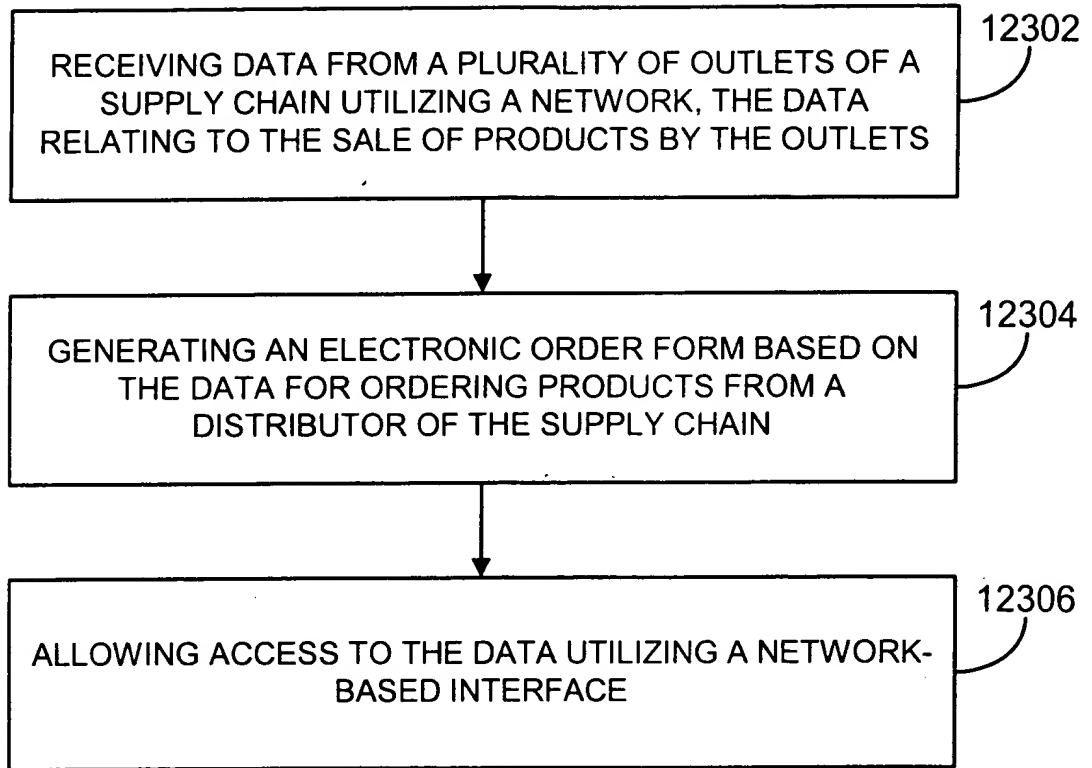 12302
RECEIVING DATA FROM A PLURALITY OF OUTLETS OF A
SUPPLY CHAIN UTILIZING A NETWORK, THE DATA
RELATING TO THE SALE OF PRODUCTS BY THE OUTLETS
12304
GENERATING AN ELECTRONIC ORDER FORM BASED ON
THE DATA FOR ORDERING PRODUCTS FROM A
DISTRIBUTOR OF THE SUPPLY CHAIN
12306
ALLOWING ACCESS TO THE DATA UTILIZING A NETWORK-
BASED INTERFACE